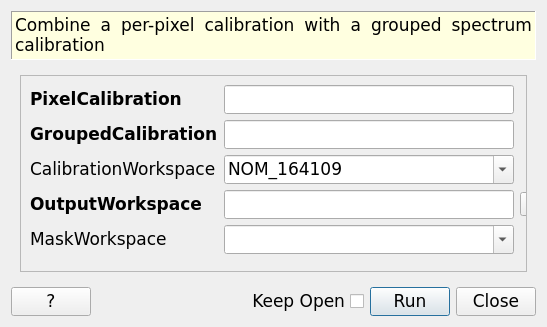 Combine a per-pixel calibration with a grouped spectrum
calibration
PixelCalibration
GroupedCalibration
CalibrationWorkspace NOM_164109
OutputWorkspace
MaskWorkspace
? Keep Open Run Close